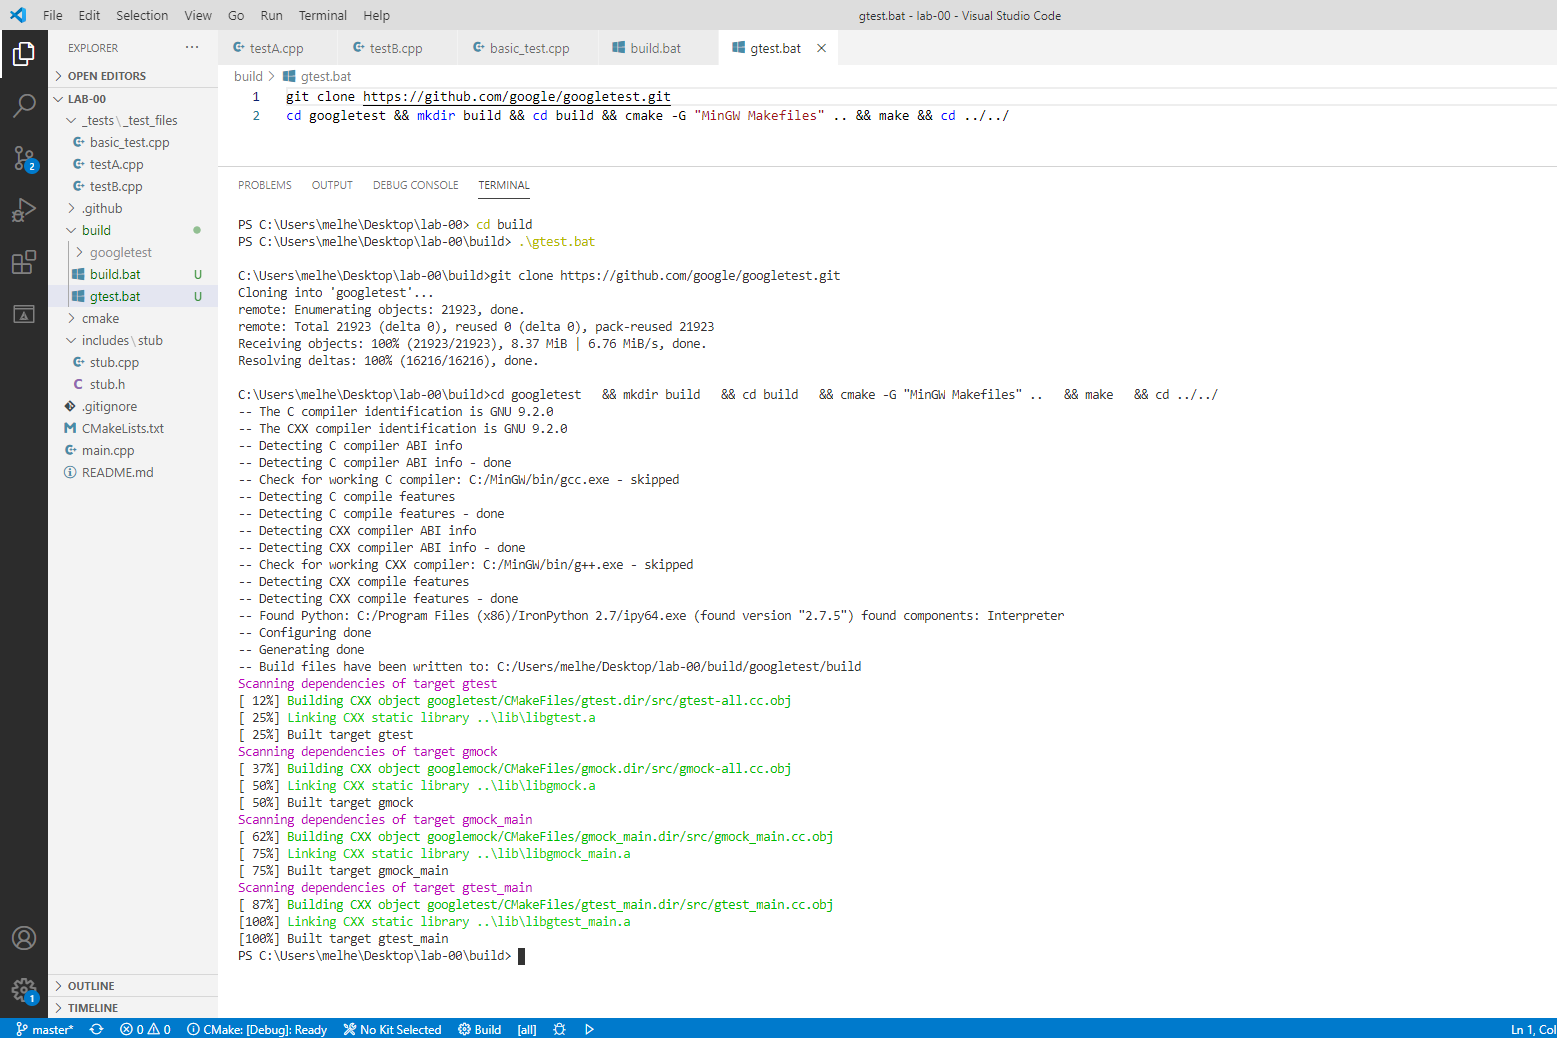 File Edit Selection View Go Run Terminal Help
gtest.bat - lab-00 - Visual Studio Code
EXPLORER ...
OPEN EDITORS
LAB-00
_tests\_test_files
basic_test.cpp
testA.cpp
testB.cpp
.github
build
googletest
build.bat U
gtest.bat U
cmake
includes\stub
stub.cpp
C stub.h
.gitignore
CMakeLists.txt
main.cpp
README.md
OUTLINE
TIMELINE
2
1
testA.cpp testB.cpp basic_test.cpp build.bat gtest.bat
build > gtest.bat
1 git clone https://github.com/google/googletest.git
2 cd googletest && mkdir build && cd build && cmake -G "MinGW Makefiles" .. && make && cd ../../
PROBLEMS OUTPUT DEBUG CONSOLE TERMINAL
PS C:\Users\melhe\Desktop\lab-00> cd build
PS C:\Users\melhe\Desktop\lab-00\build> .\gtest.bat
C:\Users\melhe\Desktop\lab-00\build>git clone https://github.com/google/googletest.git
Cloning into 'googletest'...
remote: Enumerating objects: 21923, done.
remote: Total 21923 (delta 0), reused 0 (delta 0), pack-reused 21923
Receiving objects: 100% (21923/21923), 8.37 MiB | 6.76 MiB/s, done.
Resolving deltas: 100% (16216/16216), done.
C:\Users\melhe\Desktop\lab-00\build>cd googletest && mkdir build && cd build && cmake -G "MinGW Makefiles" .. && make && cd ../../
-- The C compiler identification is GNU 9.2.0
-- The CXX compiler identification is GNU 9.2.0
-- Detecting C compiler ABI info
-- Detecting C compiler ABI info - done
-- Check for working C compiler: C:/MinGW/bin/gcc.exe - skipped
-- Detecting C compile features
-- Detecting C compile features - done
-- Detecting CXX compiler ABI info
-- Detecting CXX compiler ABI info - done
-- Check for working CXX compiler: C:/MinGW/bin/g++.exe - skipped
-- Detecting CXX compile features
-- Detecting CXX compile features - done
-- Found Python: C:/Program Files (x86)/IronPython 2.7/ipy64.exe (found version "2.7.5") found components: Interpreter
-- Configuring done
-- Generating done
-- Build files have been written to: C:/Users/melhe/Desktop/lab-00/build/googletest/build
Scanning dependencies of target gtest
[ 12%] Building CXX object googletest/CMakeFiles/gtest.dir/src/gtest-all.cc.obj
[ 25%] Linking CXX static library ..\lib\libgtest.a
[ 25%] Built target gtest
Scanning dependencies of target gmock
[ 37%] Building CXX object googlemock/CMakeFiles/gmock.dir/src/gmock-all.cc.obj
[ 50%] Linking CXX static library ..\lib\libgmock.a
[ 50%] Built target gmock
Scanning dependencies of target gmock_main
[ 62%] Building CXX object googlemock/CMakeFiles/gmock_main.dir/src/gmock_main.cc.obj
[ 75%] Linking CXX static library ..\lib\libgmock_main.a
[ 75%] Built target gmock_main
Scanning dependencies of target gtest_main
[ 87%] Building CXX object googletest/CMakeFiles/gtest_main.dir/src/gtest_main.cc.obj
[100%] Linking CXX static library ..\lib\libgtest_main.a
[100%] Built target gtest_main
PS C:\Users\melhe\Desktop\lab-00\build>
master* 0 0 CMake: [Debug]: Ready No Kit Selected Build [all] Ln 1, Col